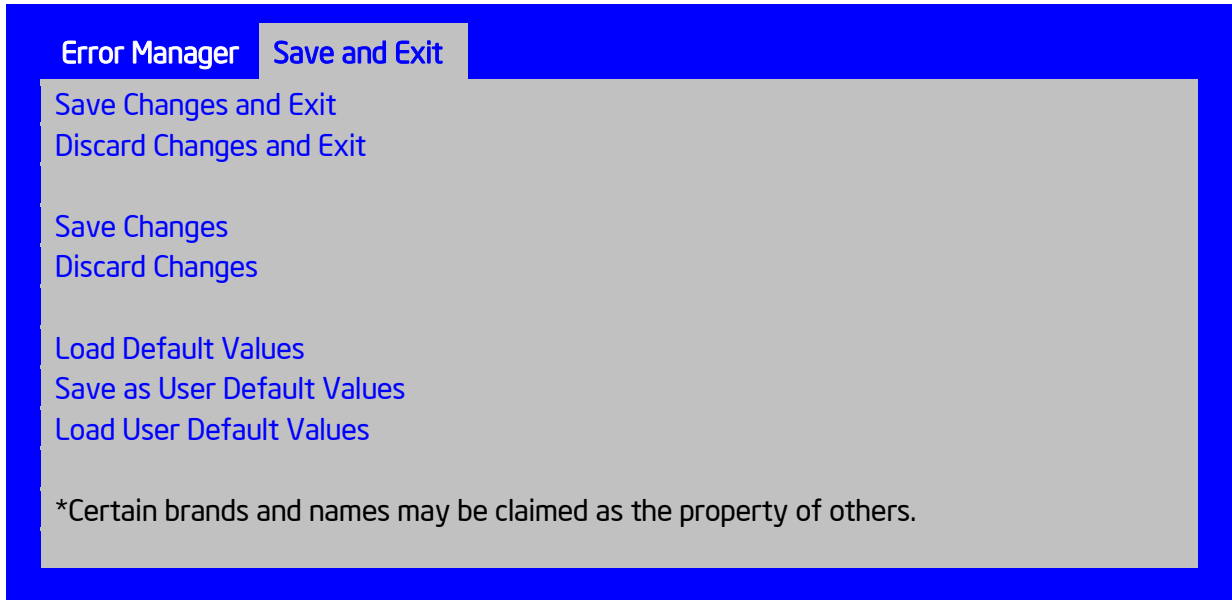 Error Manager Save and Exit
Save Changes and Exit
Discard Changes and Exit
Save Changes
Discard Changes
Load Default Values
Save as User Default Values
Load User Default Values
*Certain brands and names may be claimed as the property of others.